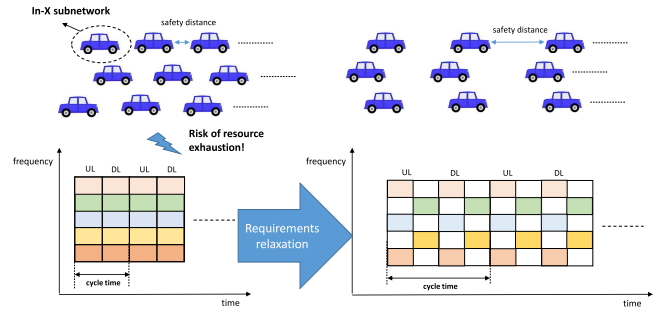 In-X subnetwork
safety distance
safety distance
Risk of resource
exhaustion!
frequency
UL DL UL DL
cycle time
time
Requirements
relaxation
frequency
UL DL UL DL
cycle time
time